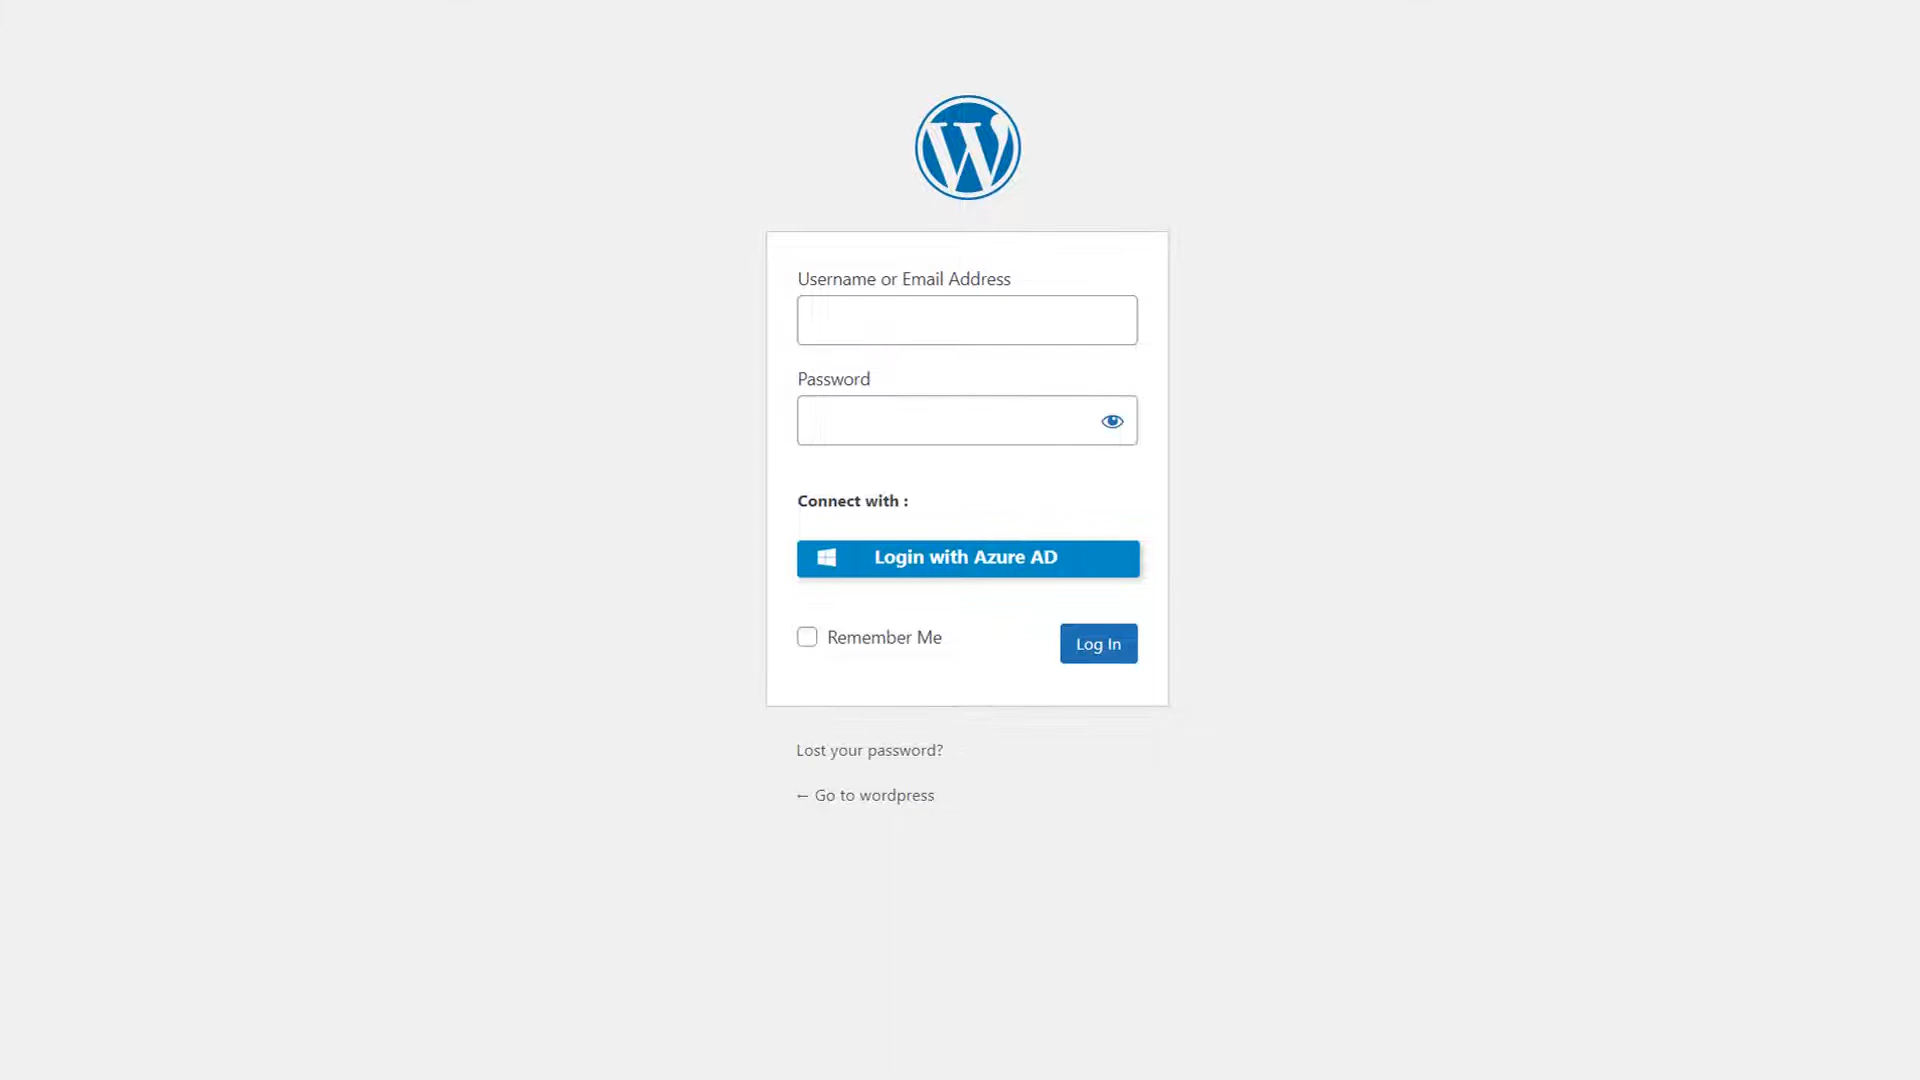 Username or Email Address
Password
Connect with :
Login with Azure AD
Remember Me
Log In
Lost your password?
← Go to wordpress